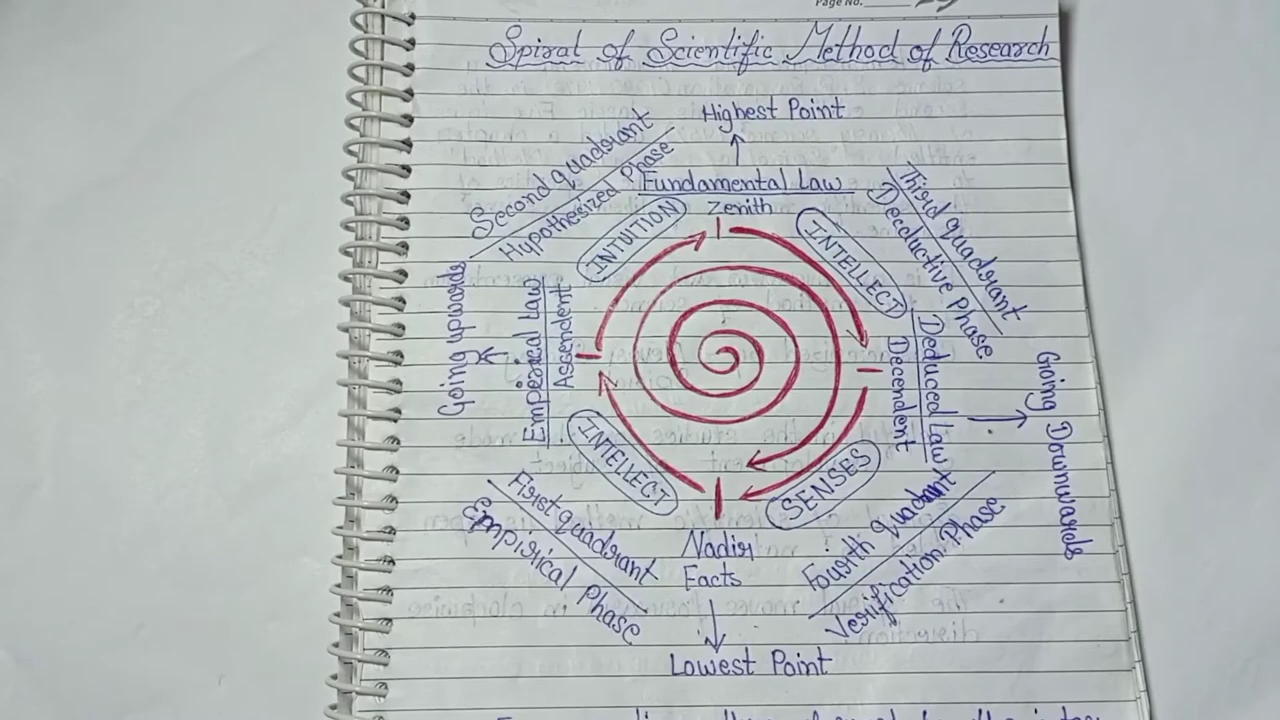 Page No.
Spiral of Scientific Method of Research
Highest Point
Fundamental Law
Zenith
Second quadrant
Hypothesized Phase
INTUITION
INTELLECT
Third quadrant
Deductive Phase
Going upwards
Empirical Law
Assendent
Decendent
Deduced Law
Going Downwards
INTELLECT
SENSES
First quadrant
Empirical Phase
Nadir
Facts
Fourth quadrant
Verification Phase
Lowest Point